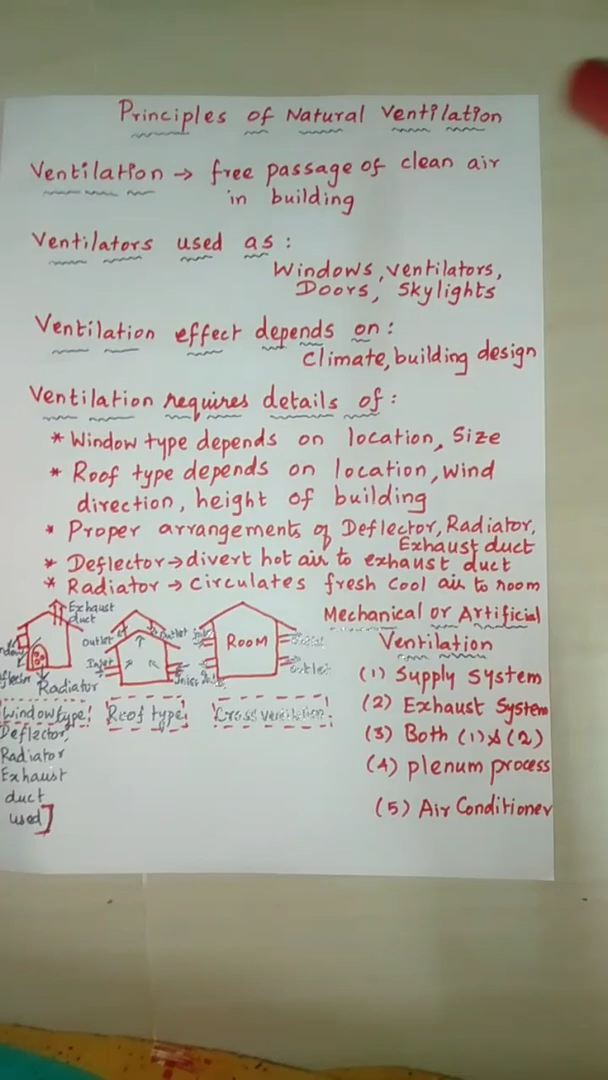 Principles of Natural Ventilation
Ventilation → free passage of clean air
in building
Ventilators used as :
Windows, ventilators,
Doors, Skylights
Ventilation effect depends on :
Climate, building design
Ventilation requires details of :
* Window type depends on location, Size
* Roof type depends on location, wind
direction, height of building
* Proper arrangements of Deflector, Radiator,
Exhaust duct
* Deflector → divert hot air to exhaust duct
* Radiator → Circulates fresh cool air to room
Exhaust
duct
Radiator
Window type
Deflector,
Radiator
Exhaust
duct
used]
Outlet
Outlet
Inlet
Inlet
Roof type
ROOM
outlet
Cross ventilation
Mechanical or Artificial
Ventilation
(1) Supply System
(2) Exhaust System
(3) Both (1) & (2)
(4) plenum process
(5) Air Conditioner